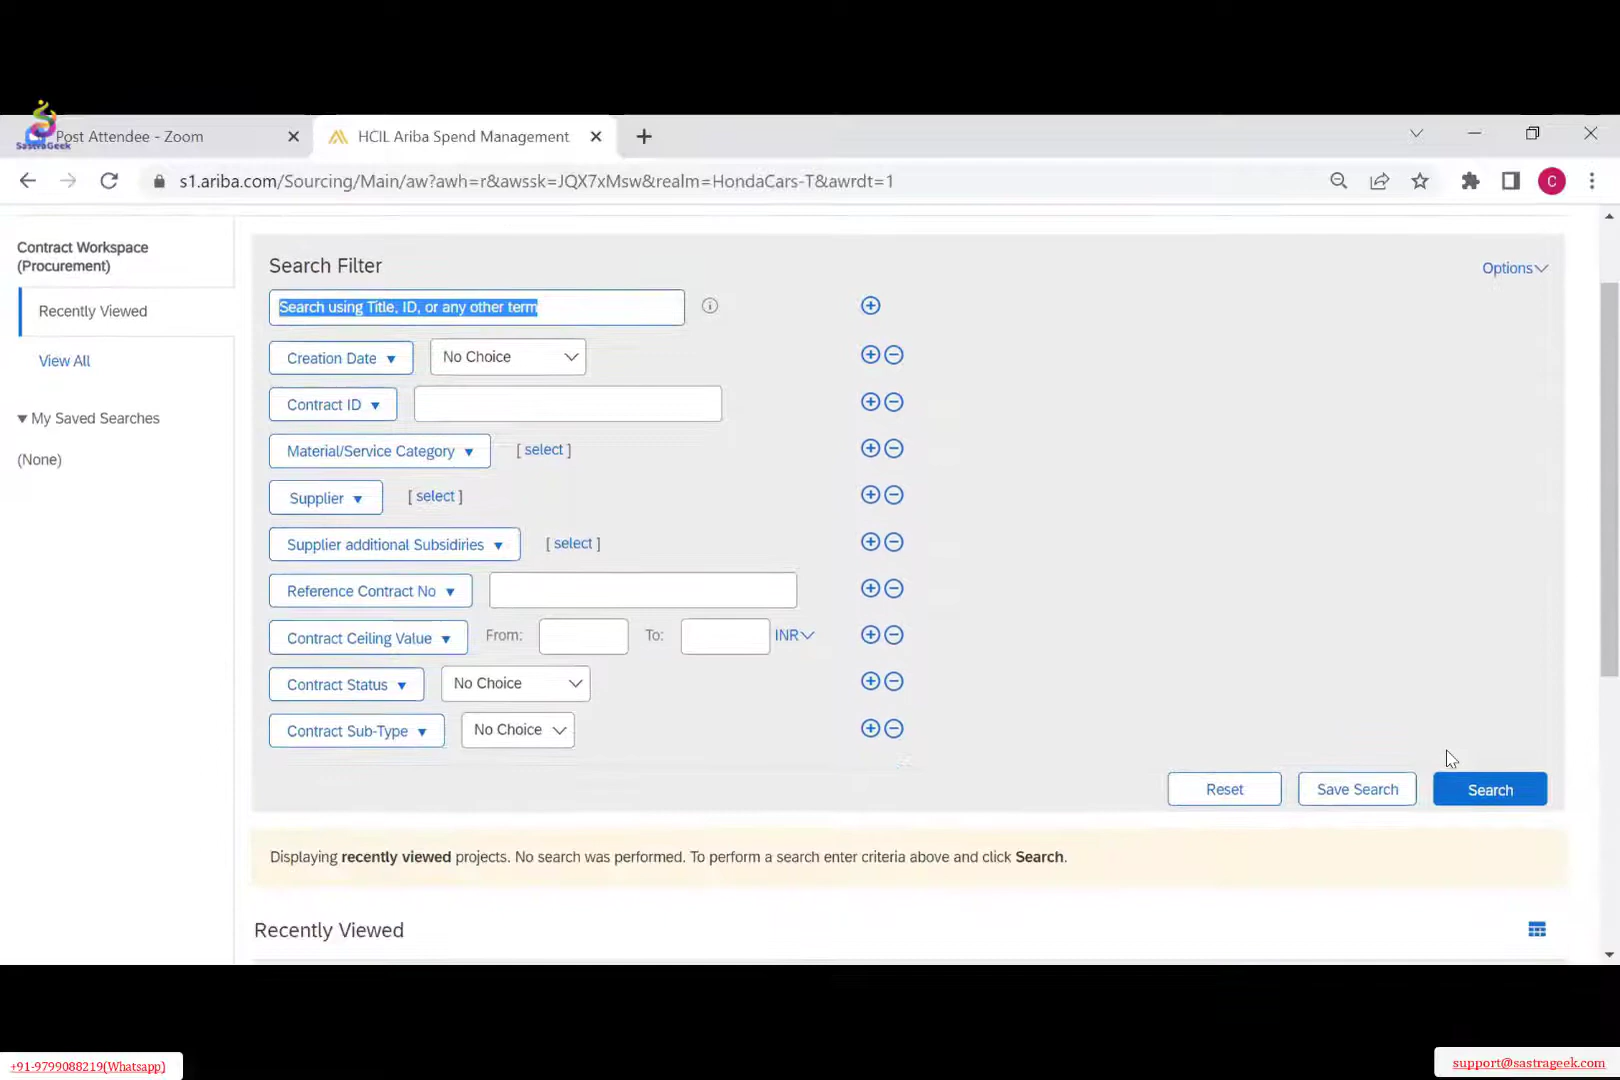 Post Attendee - Zoom
HCIL Ariba Spend Management
SastraGeek
s1.ariba.com/Sourcing/Main/aw?awh=r&awssk=JQX7xMsw&realm=HondaCars-T&awrdt=1
C
Contract Workspace
(Procurement)
Recently Viewed
View All
My Saved Searches
(None)
Search Filter
Options
Search using Title, ID, or any other term
Creation Date
No Choice
Contract ID
Material/Service Category
[ select ]
Supplier
[ select ]
Supplier additional Subsidiries
[ select ]
Reference Contract No
Contract Ceiling Value
From:
To:
INR
Contract Status
No Choice
Contract Sub-Type
No Choice
Reset
Save Search
Search
Displaying recently viewed projects. No search was performed. To perform a search enter criteria above and click Search.
Recently Viewed
+91-9799088219(Whatsapp)
support@sastrageek.com